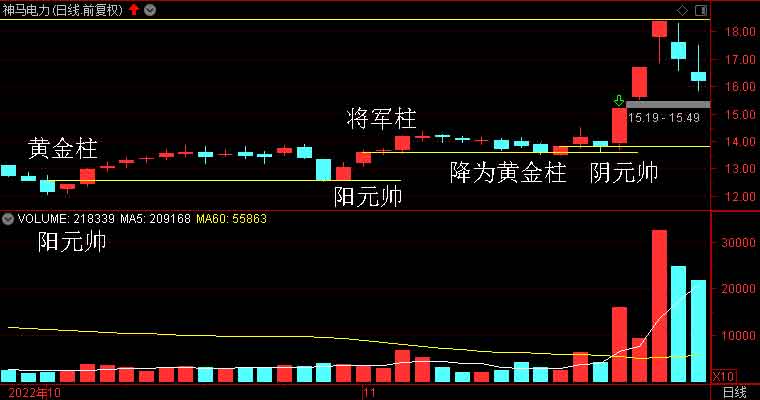 神马电力(日线.前复权)
18.00
17.00
16.00
15.00
15.19 - 15.49
将军柱
14.00
黄金柱
降为黄金柱
阴元帅
13.00
阳元帅
12.00
VOLUME: 218339 MA5: 209168 MA60: 55863
阳元帅
30000
20000
10000
X10
2022年10
11
日线